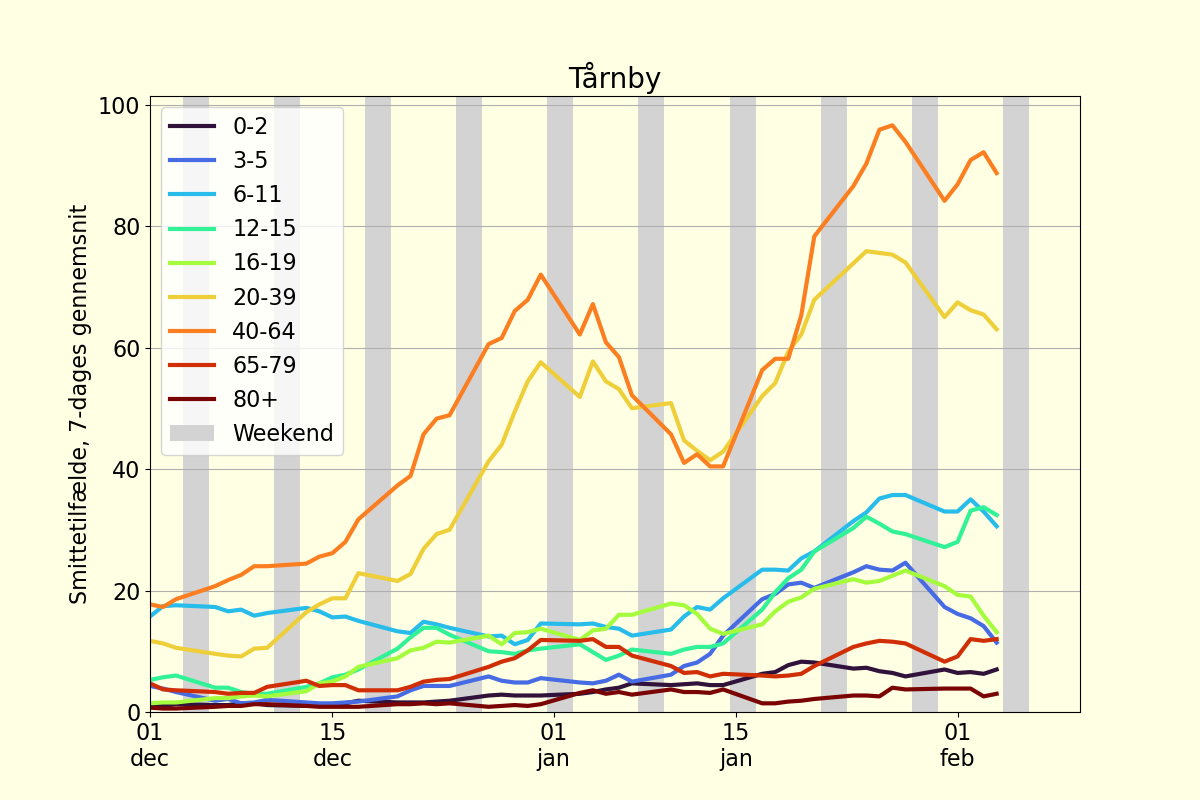 Tårnby
Smittetilfælde, 7-dages gennemsnit
100
80
60
40
20
0
0-2
3-5
6-11
12-15
16-19
20-39
40-64
65-79
80+
Weekend
01
dec
15
dec
01
jan
15
jan
01
feb